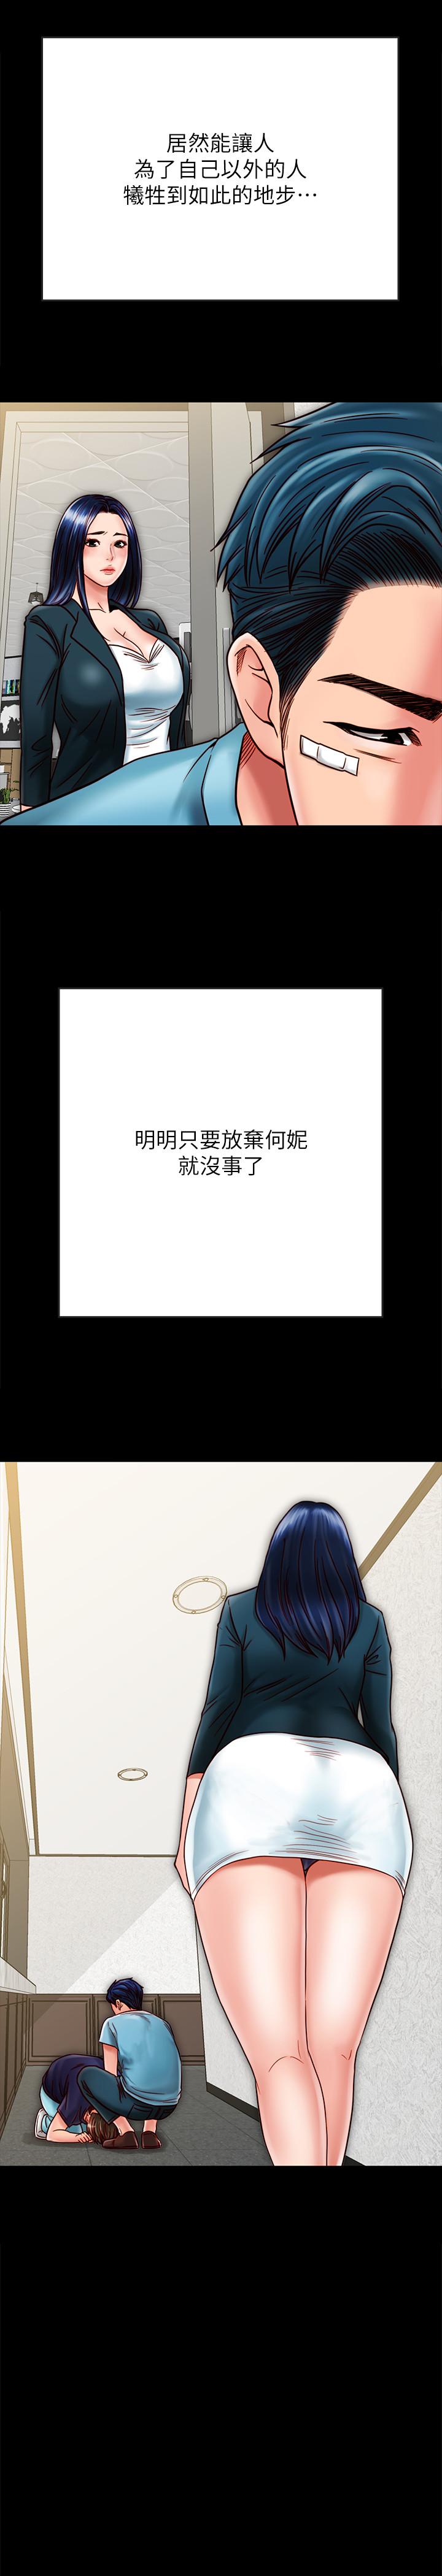 居然能讓人
為了自己以外的人
犧牲到如此的地步⋯
明明只要放棄何妮
就沒事了